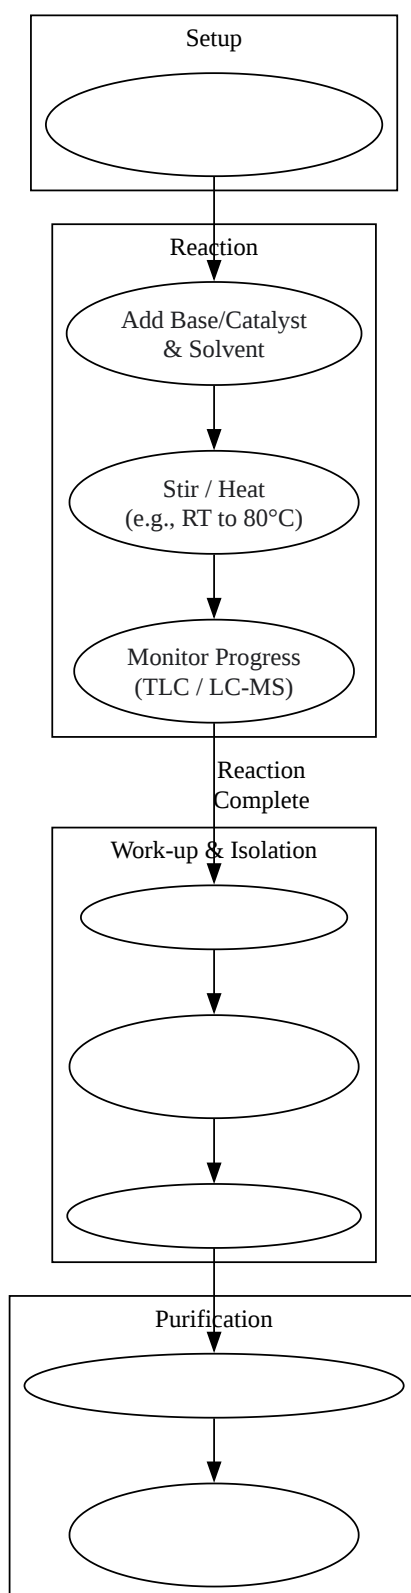 Setup
Reaction
Add Base/Catalyst
& Solvent
Stir / Heat
(e.g., RT to 80°C)
Monitor Progress
(TLC / LC-MS)
Reaction
Complete
Work-up & Isolation
Purification